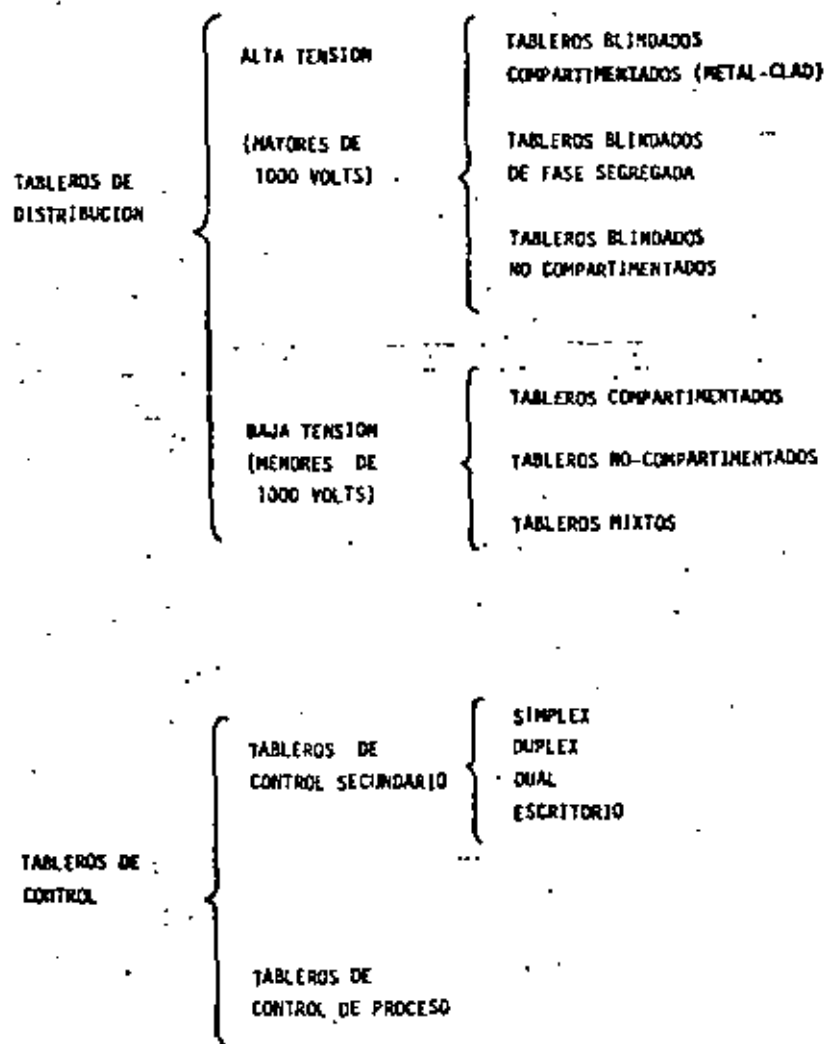 TABLEROS DE
DISTRIBUCION
ALTA TENSION
(MAYORES DE
1000 VOLTS)
TABLEROS BLINDADOS
COMPARTIMENTADOS (METAL-CLAD)
TABLEROS BLINDADOS
DE FASE SEGREGADA
TABLEROS BLINDADOS
NO COMPARTIMENTADOS
BAJA TENSION
(MENORES DE
1000 VOLTS)
TABLEROS COMPARTIMENTADOS
TABLEROS NO-COMPARTIMENTADOS
TABLEROS MIXTOS
TABLEROS DE
CONTROL
TABLEROS DE
CONTROL SECUNDARIO
SIMPLEX
DUPLEX
DUAL
ESCRITORIO
TABLEROS DE
CONTROL DE PROCESO